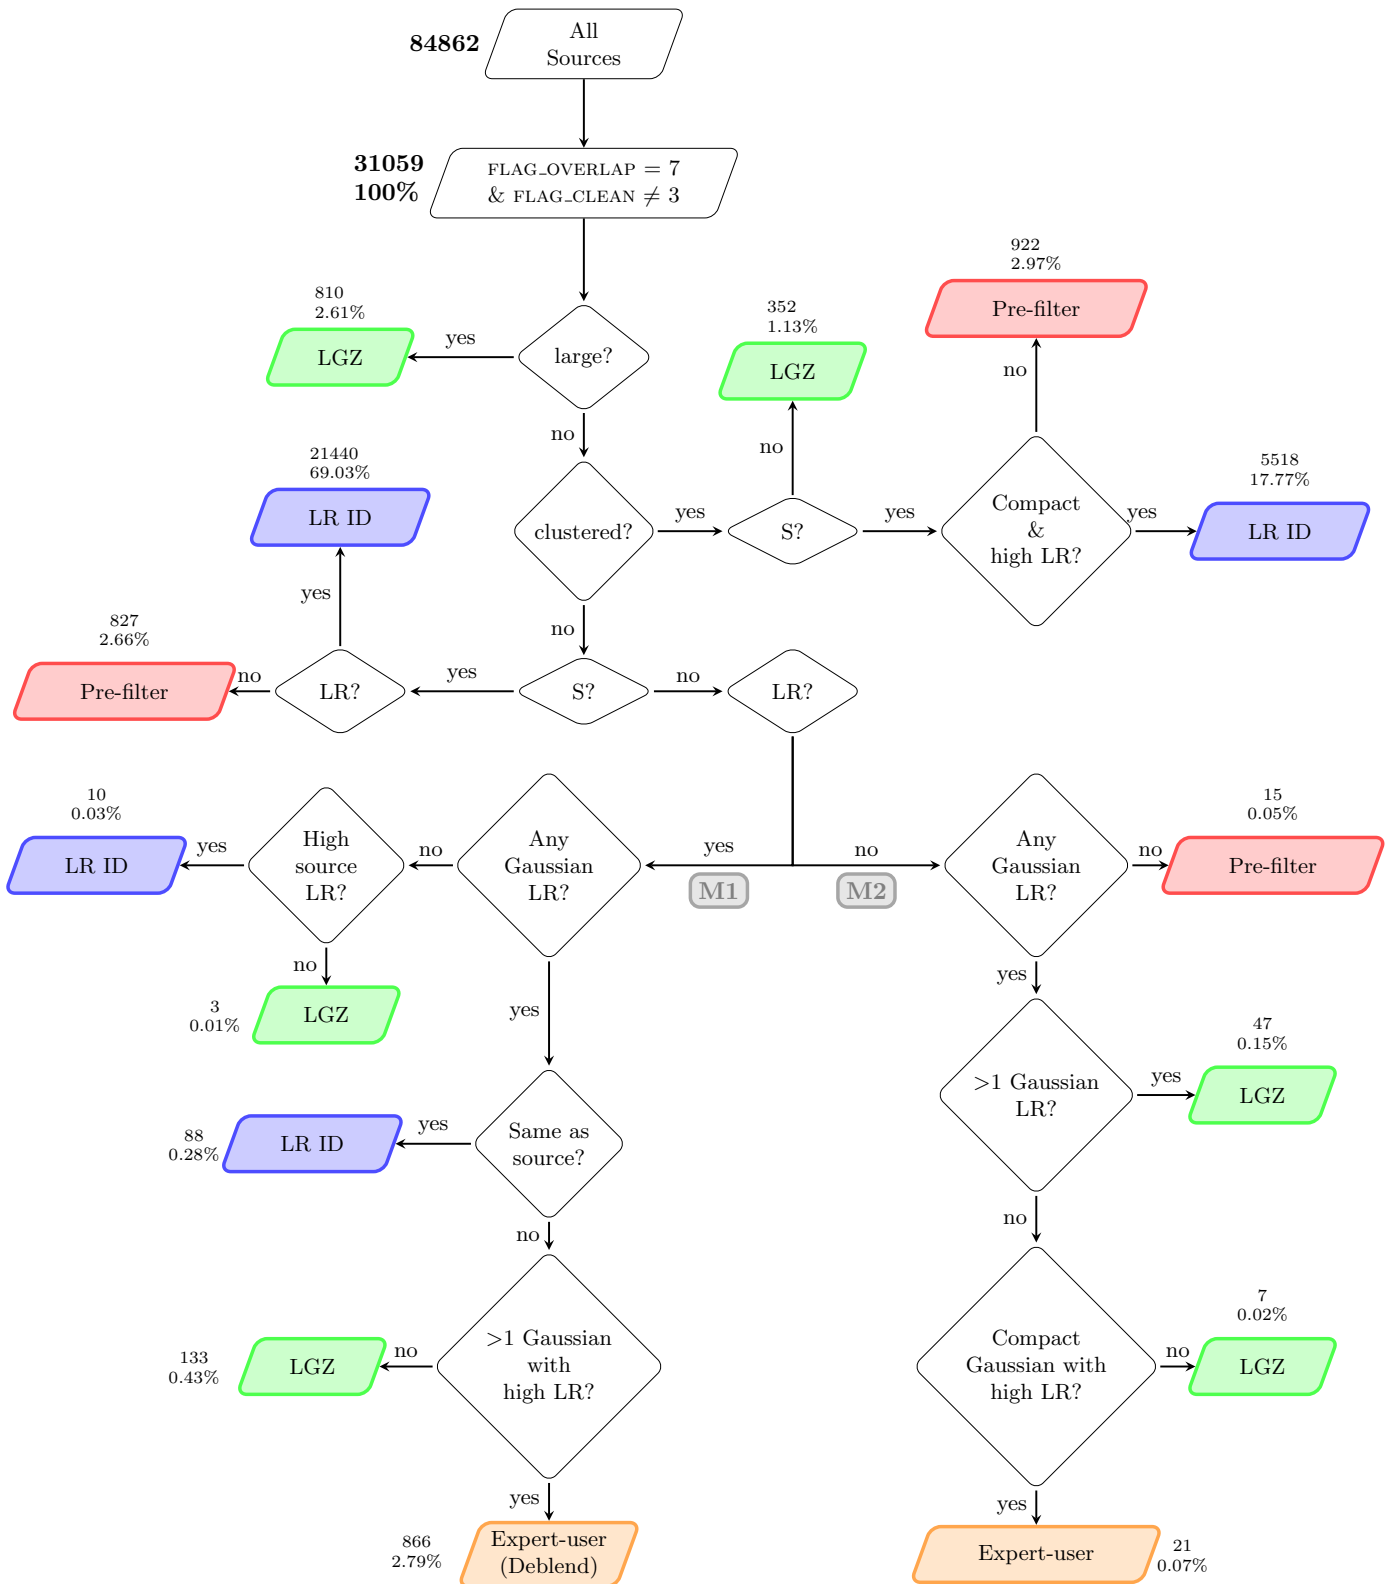 84862
All
Sources
31059
100%
FLAG_OVERLAP = 7
& FLAG_CLEAN ≠ 3
922
2.97%
Pre-filter
810
2.61%
LGZ
yes
large?
352
1.13%
LGZ
no
no
no
21440
69.03%
LR ID
clustered?
yes
S?
yes
Compact
&
high LR?
yes
5518
17.77%
LR ID
yes
no
827
2.66%
Pre-filter
no
LR?
yes
S?
no
LR?
10
0.03%
LR ID
yes
High
source
LR?
no
Any
Gaussian
LR?
yes
M1
no
M2
Any
Gaussian
LR?
no
15
0.05%
Pre-filter
no
3
0.01%
LGZ
yes
yes
47
0.15%
>1 Gaussian
LR?
yes
LGZ
88
0.28%
LR ID
yes
Same as
source?
no
no
133
0.43%
LGZ
no
>1 Gaussian
with
high LR?
Compact
Gaussian with
high LR?
no
7
0.02%
LGZ
yes
yes
866
2.79%
Expert-user
(Deblend)
Expert-user
21
0.07%